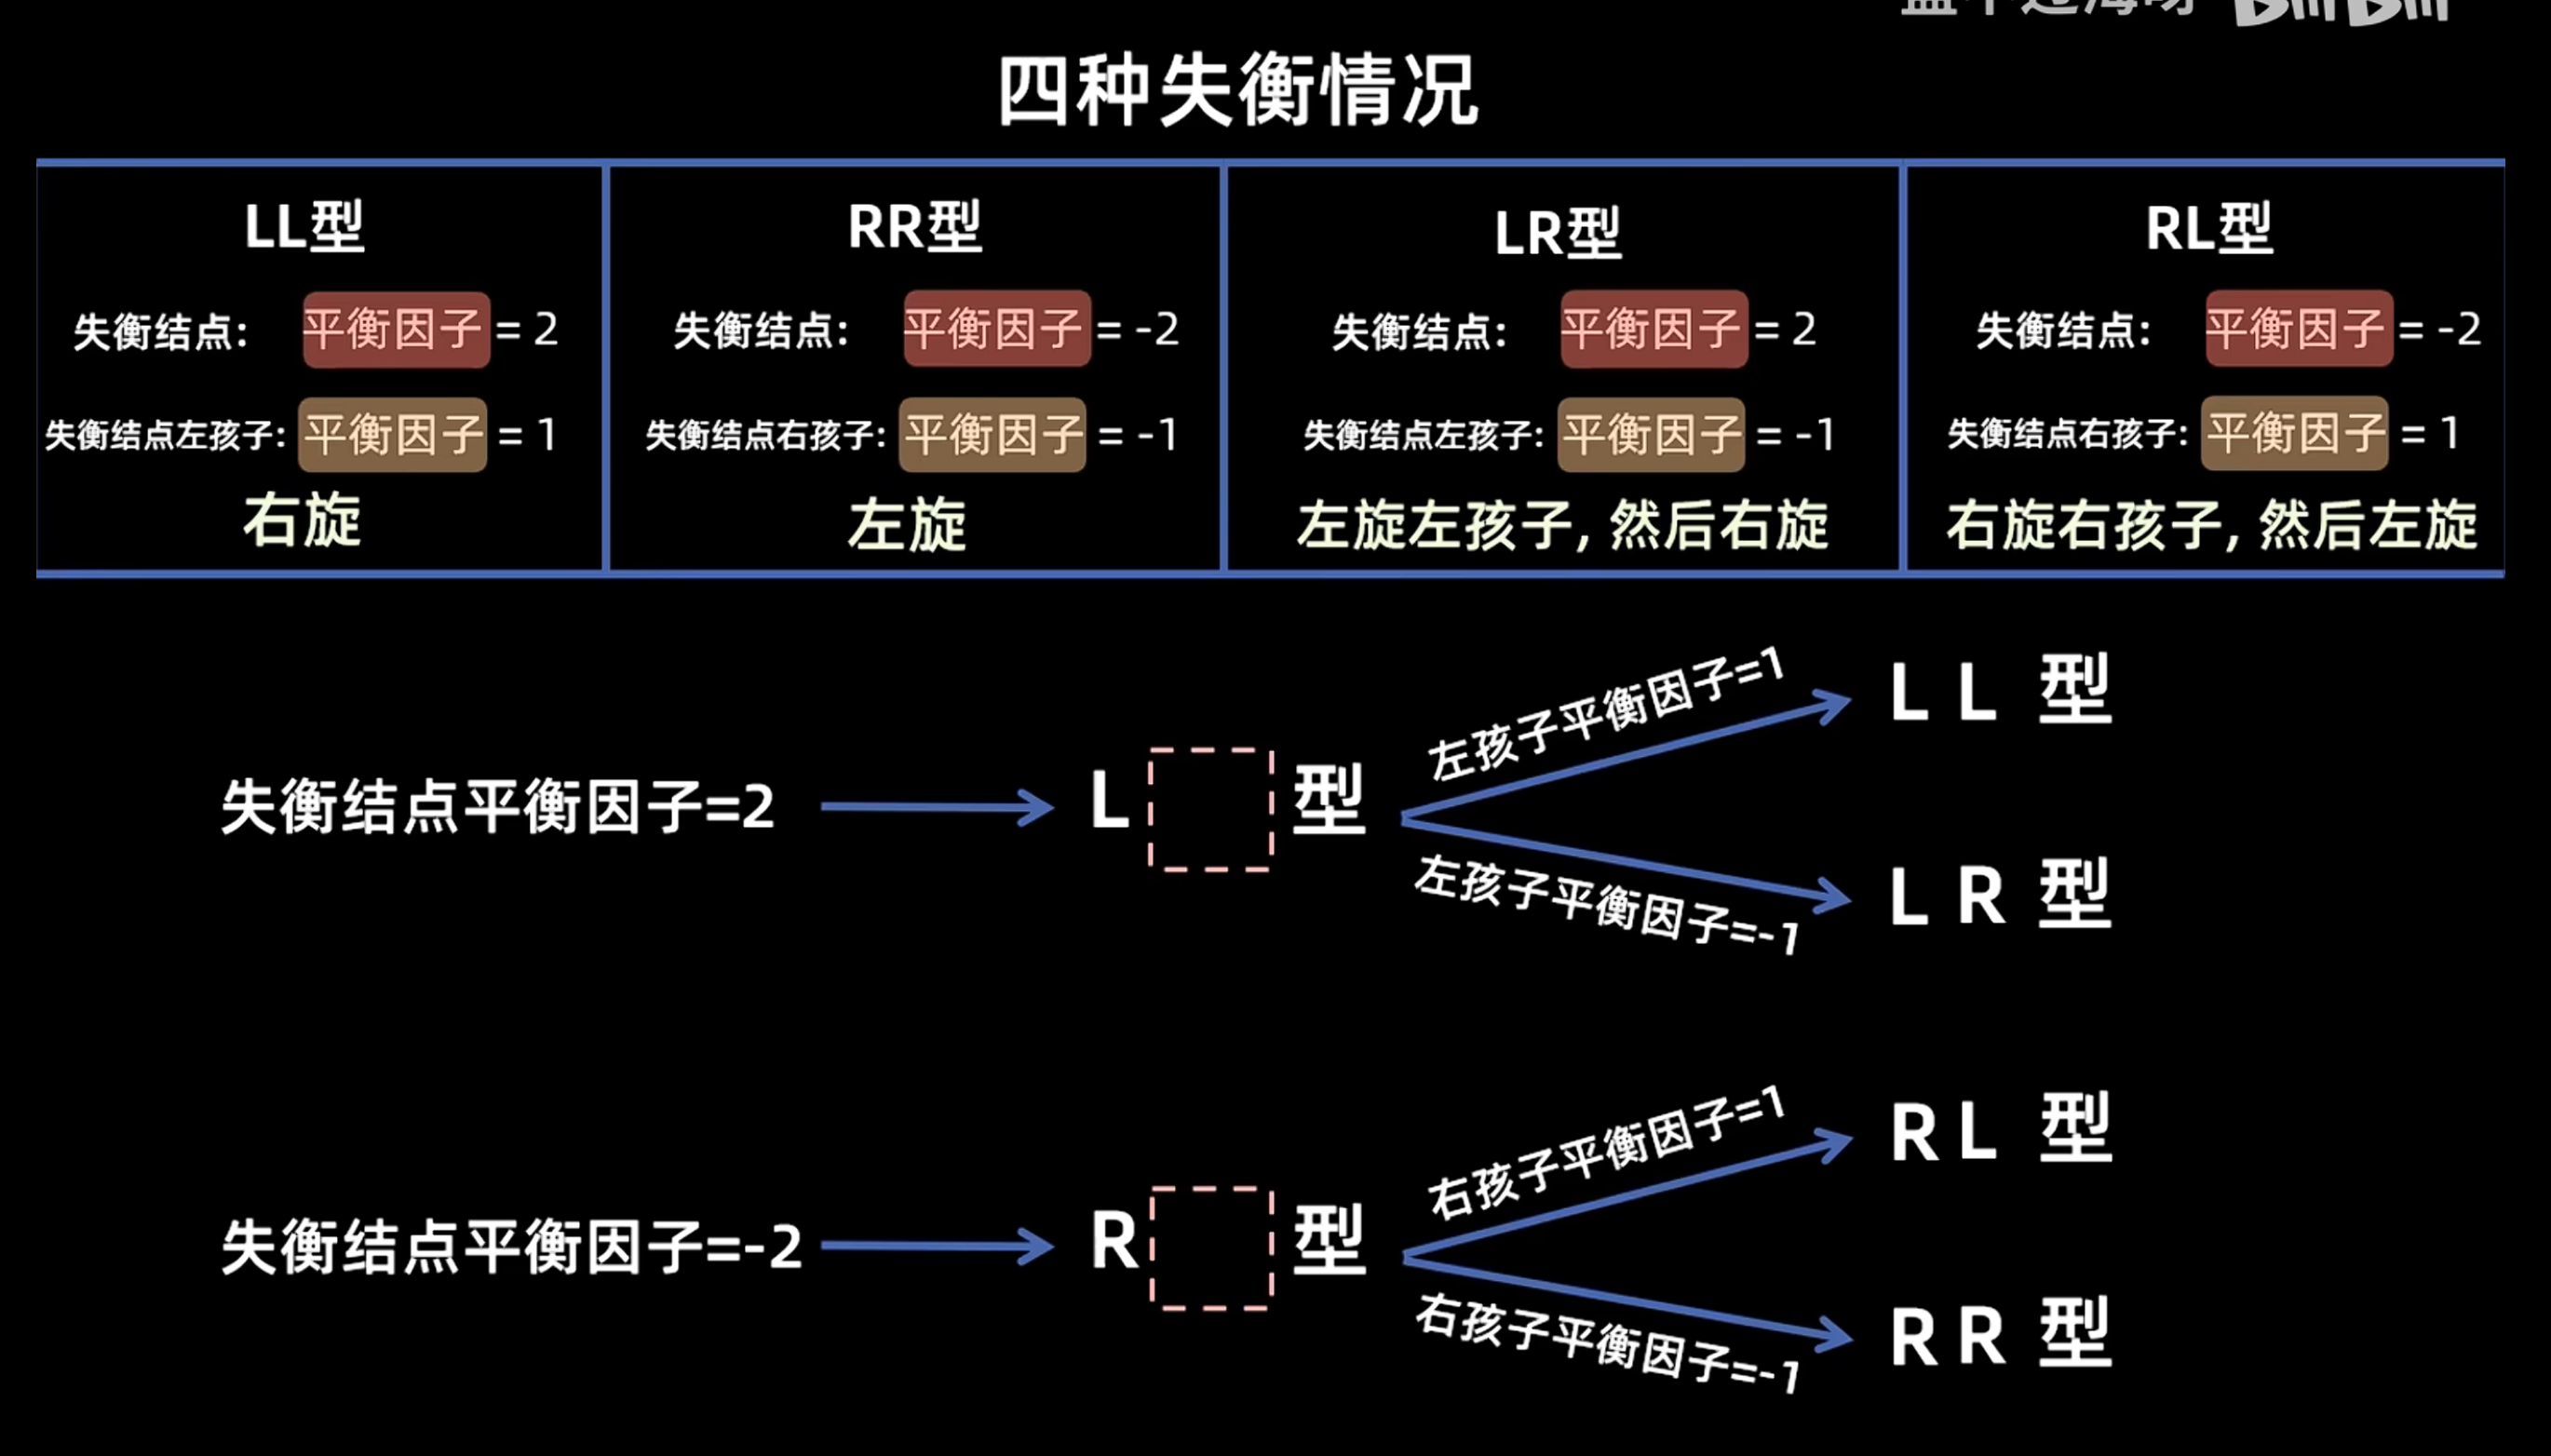 四种失衡情况
LL型
失衡结点: 平衡因子 = 2
失衡结点左孩子: 平衡因子 = 1
右旋
RR型
失衡结点: 平衡因子 = -2
失衡结点右孩子: 平衡因子 = -1
左旋
LR型
失衡结点: 平衡因子 = 2
失衡结点左孩子: 平衡因子 = -1
左旋左孩子, 然后右旋
RL型
失衡结点: 平衡因子 = -2
失衡结点右孩子: 平衡因子 = 1
右旋右孩子, 然后左旋
失衡结点平衡因子=2
L 型
左孩子平衡因子=1
L L 型
左孩子平衡因子=-1
L R 型
失衡结点平衡因子=-2
R 型
右孩子平衡因子=1
R L 型
右孩子平衡因子=-1
R R 型